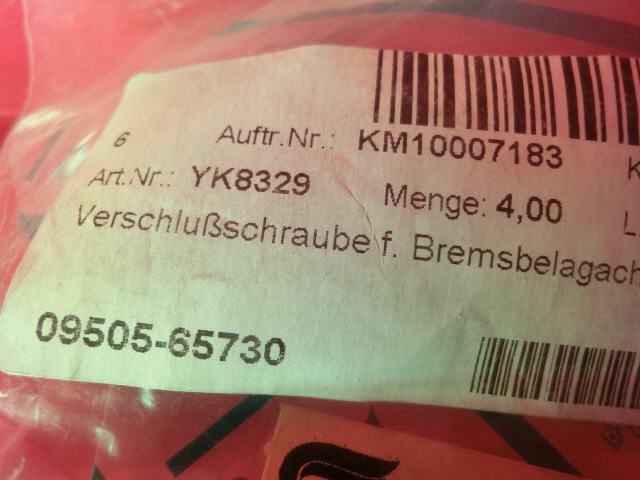 6 Auftr.Nr.: KM10007183 K
Art.Nr.: YK8329 Menge: 4,00 L
Verschlußschraube f. Bremsbelagach
09505-65730